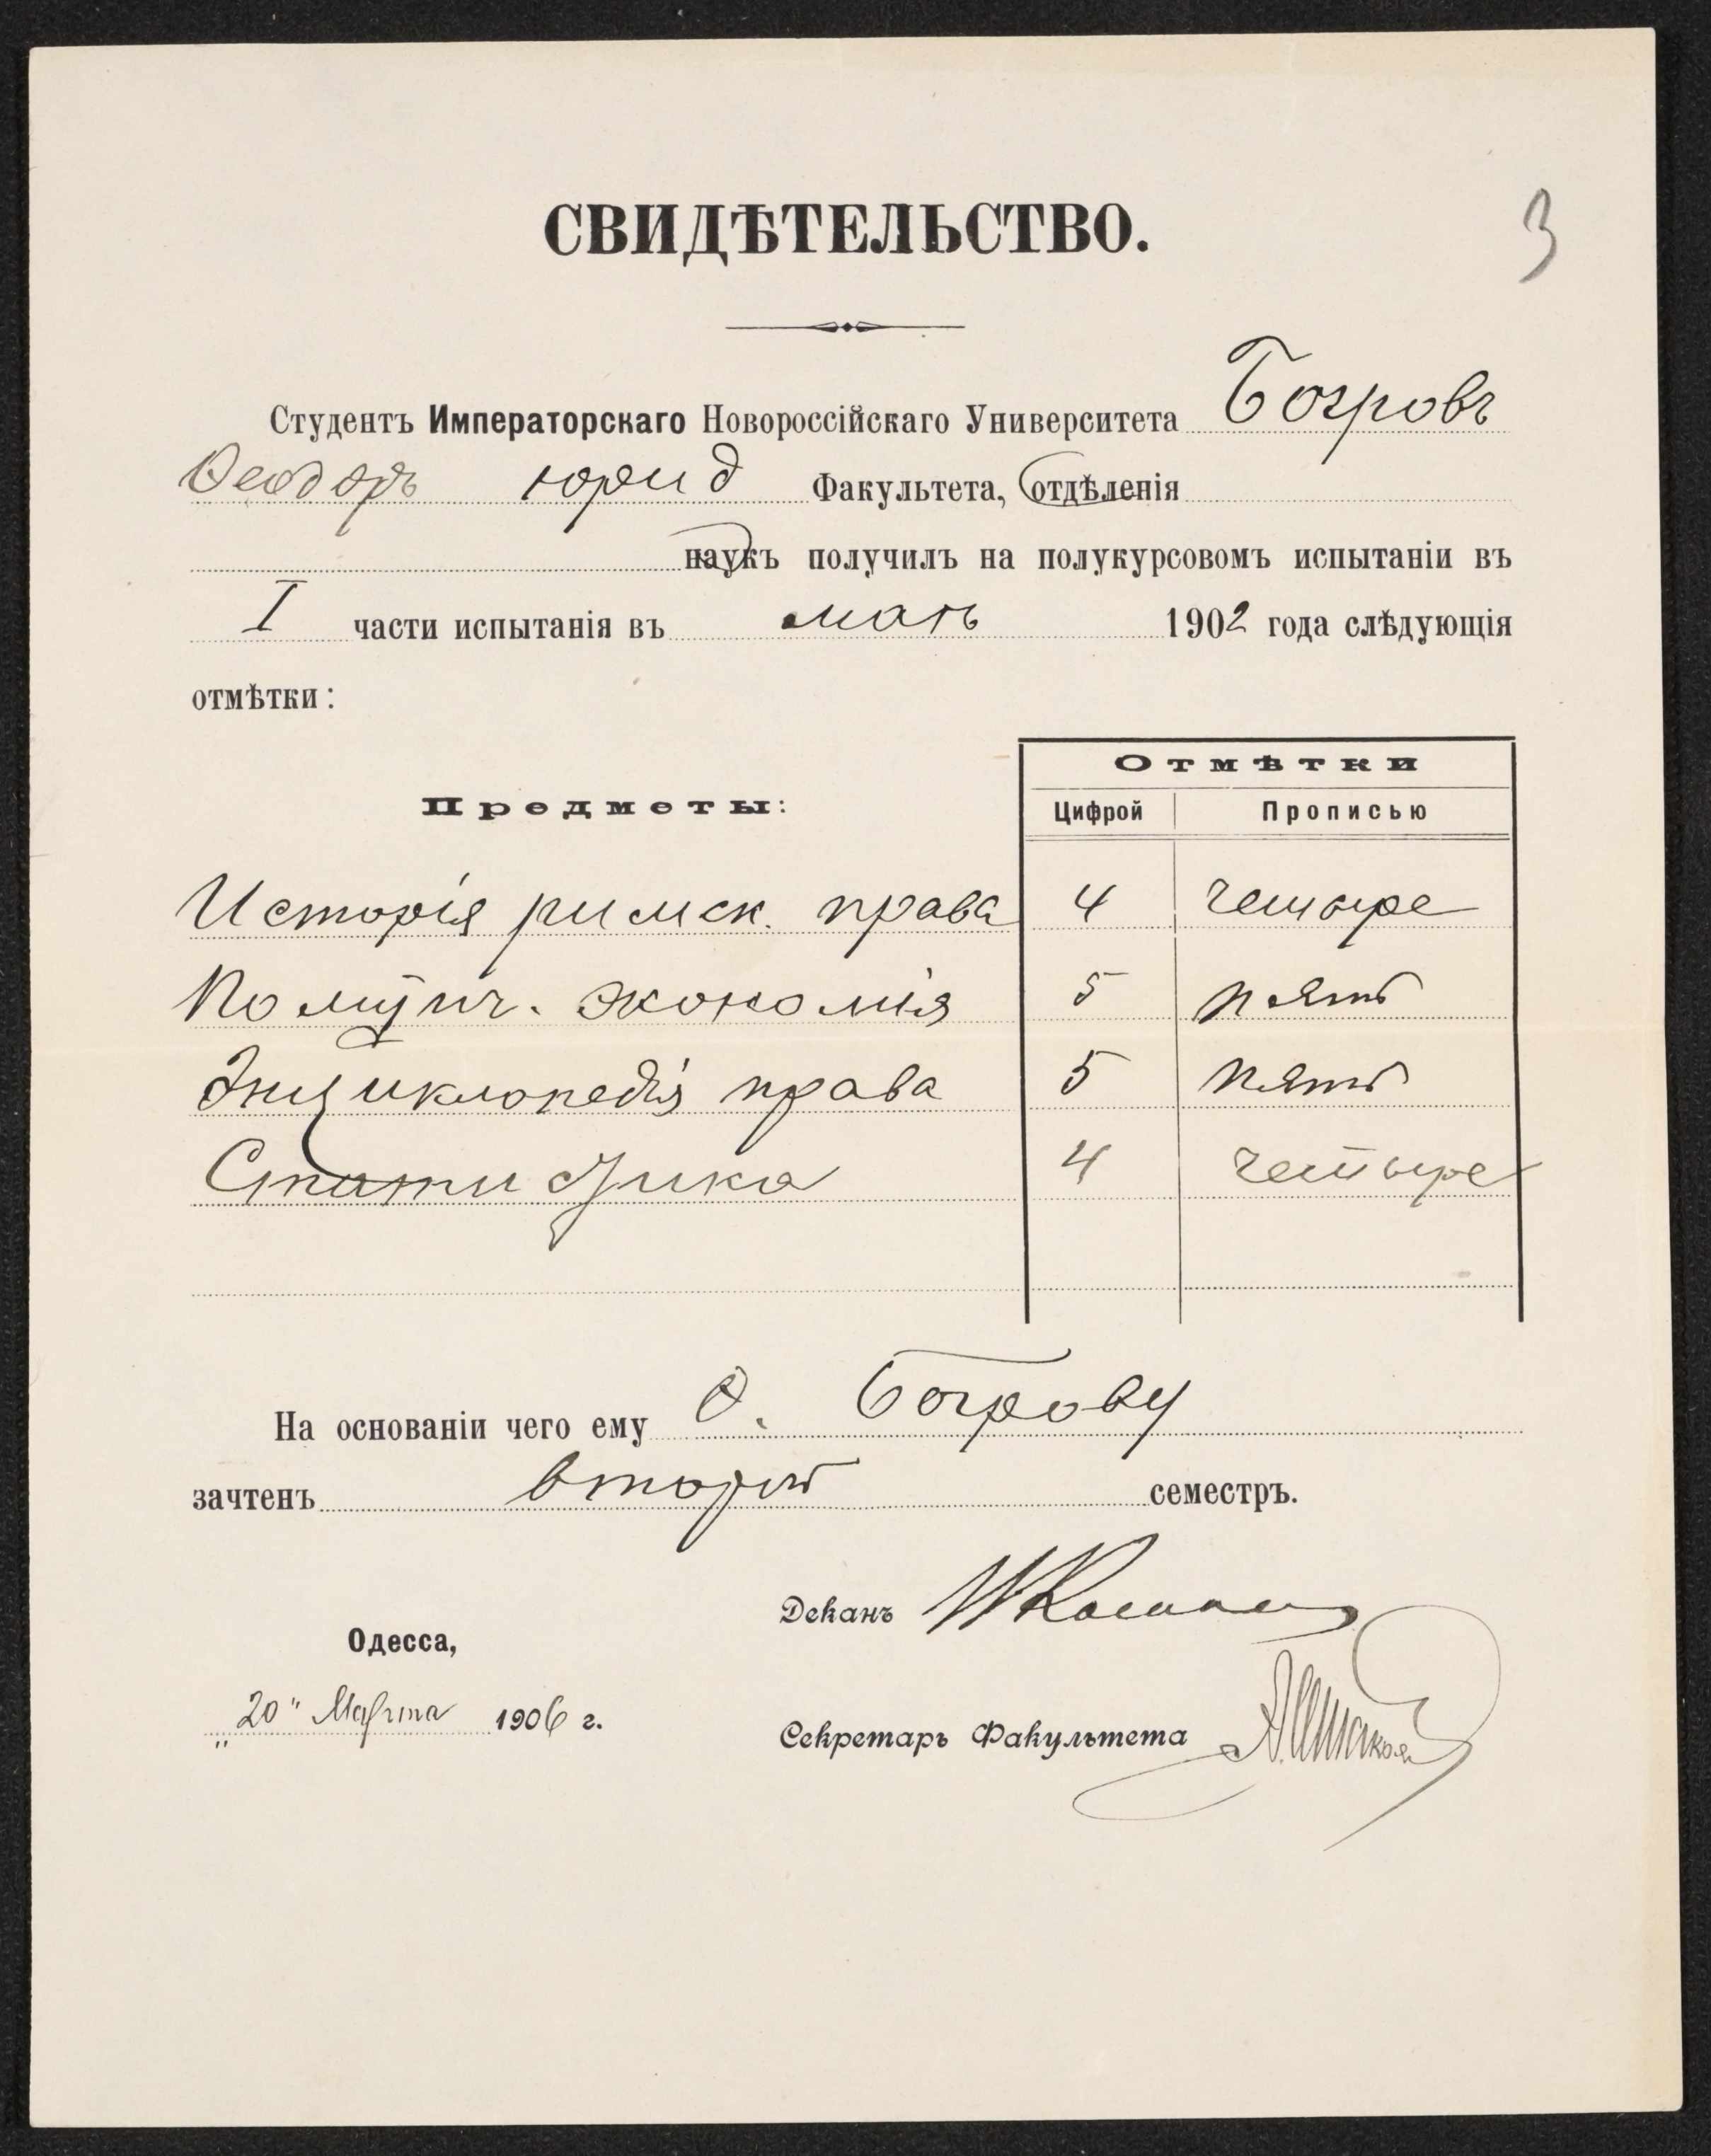 3
СВИДѢТЕЛЬСТВО.
Студентъ Императорскаго Новороссійскаго Университета Богровъ
Ѳеодоръ юрид Факультета, отдѣленія
наукъ получилъ на полукурсовомъ испытаніи въ
I части испытанія въ маѣ 1902 года слѣдующія
отмѣтки:
Отмѣтки
Предметы: Цифрой Прописью
Исторія римск. права 4 четыре
Политич. экономія 5 пять
Энциклопедія права 5 пять
Статистика 4 четыре
На основаніи чего ему Ѳ. Богрову
зачтенъ второй семестръ.
Деканъ
Одесса,
„20" Марта 1906 г.
Секретарь Факультета